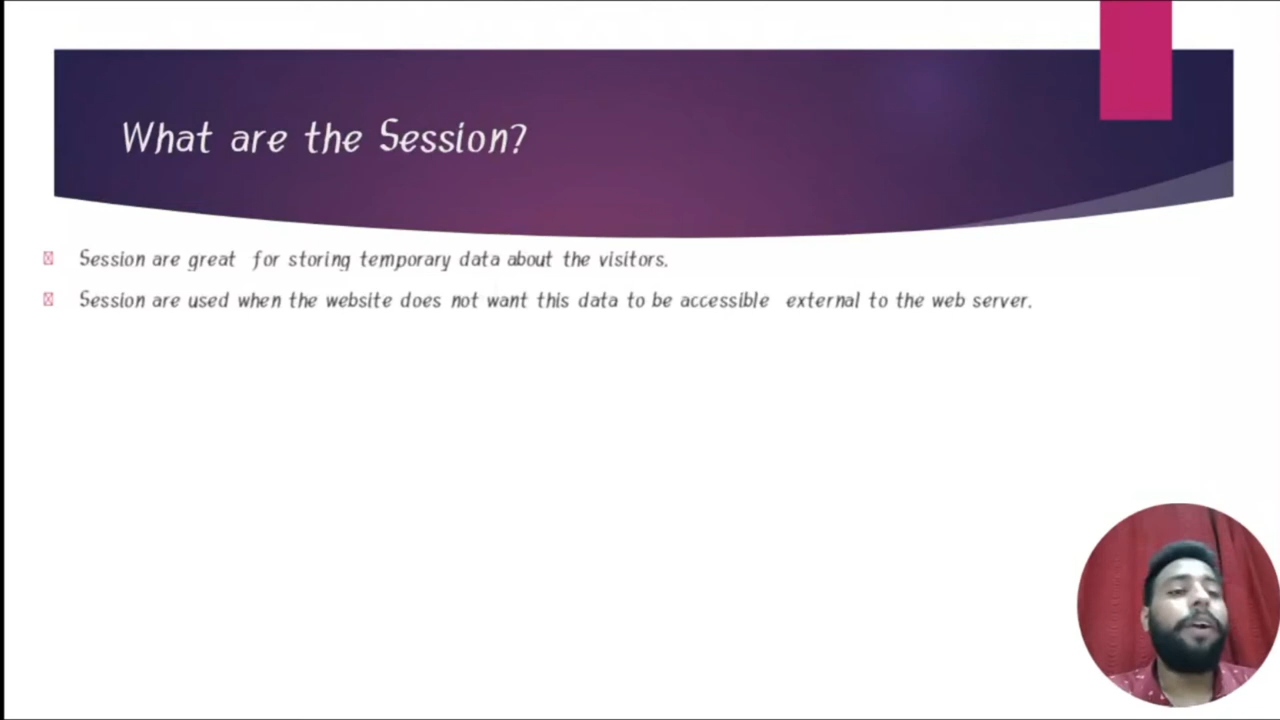 What are the Session?
Session are great for storing temporary data about the visitors.
Session are used when the website does not want this data to be accessible external to the web server.